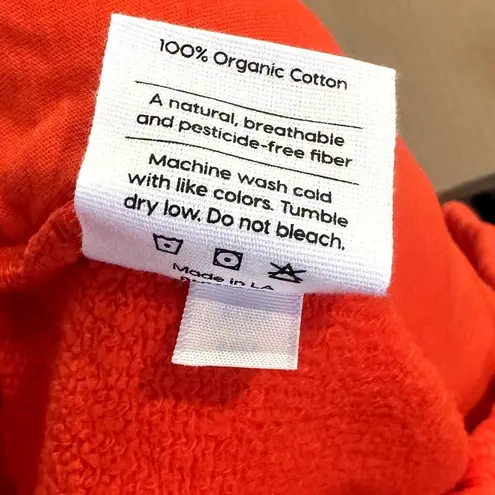 100% Organic Cotton
A natural, breathable
and pesticide-free fiber
Machine wash cold
with like colors. Tumble
dry low. Do not bleach.
Made in LA